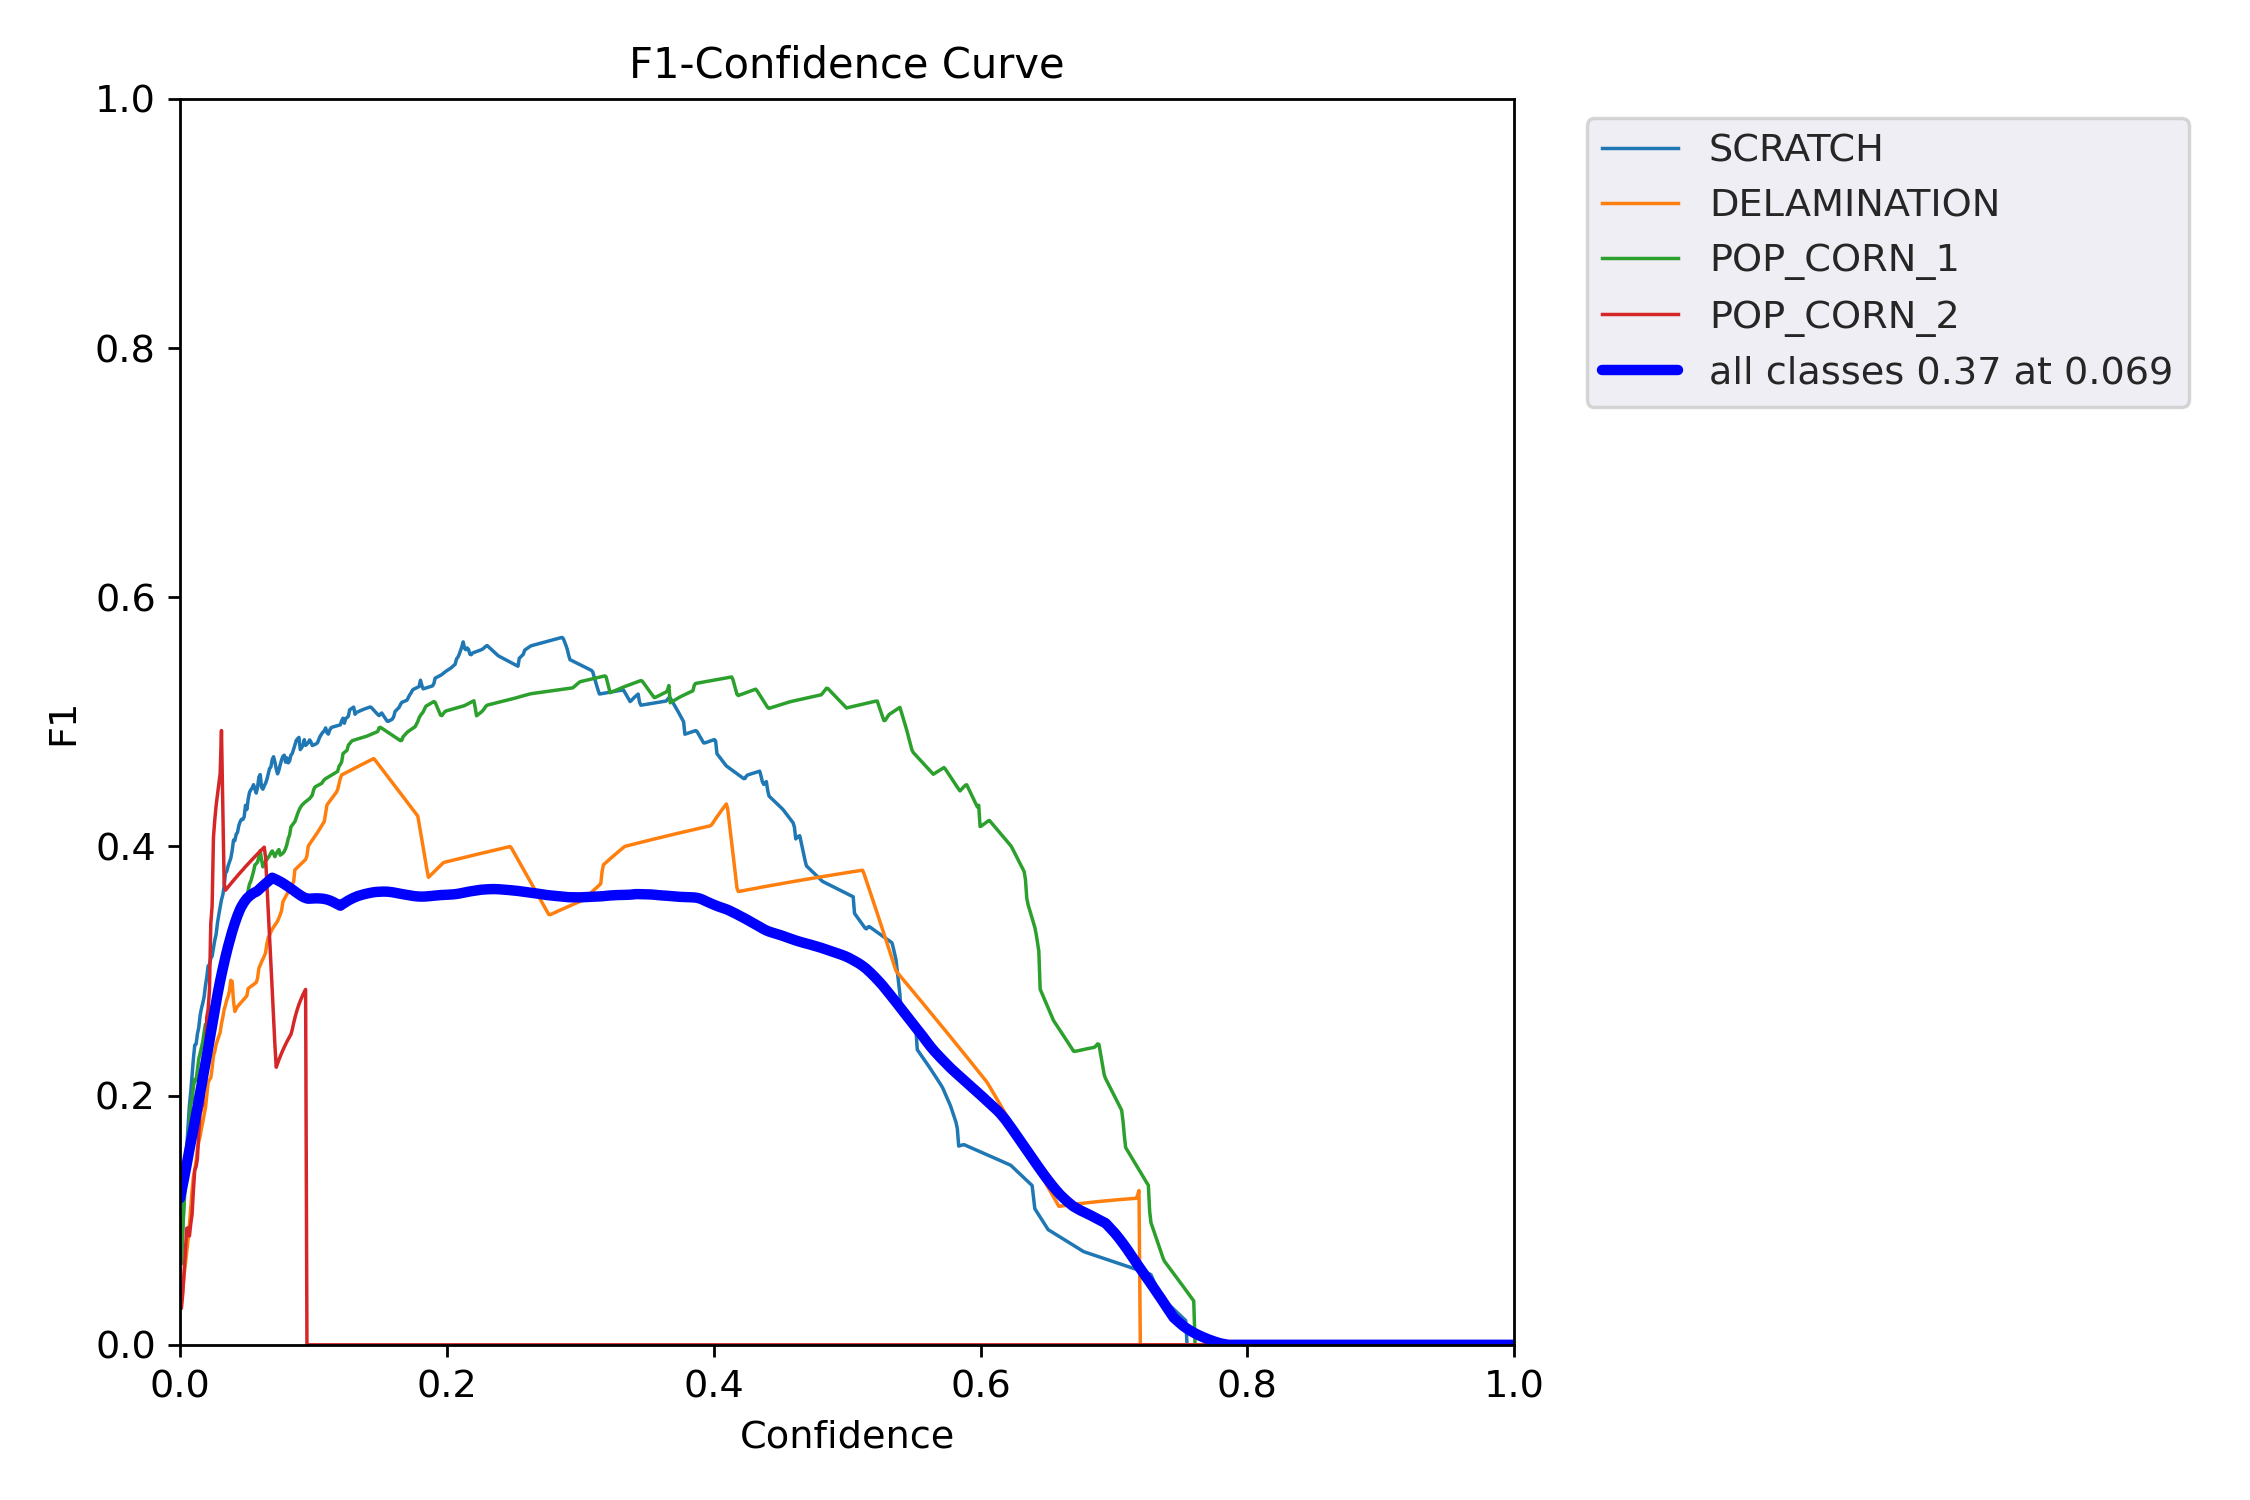 F1-Confidence Curve
1.0
0.8
0.6
0.4
0.2
0.0
F1
0.0 0.2 0.4 0.6 0.8 1.0
Confidence
SCRATCH
DELAMINATION
POP_CORN_1
POP_CORN_2
all classes 0.37 at 0.069